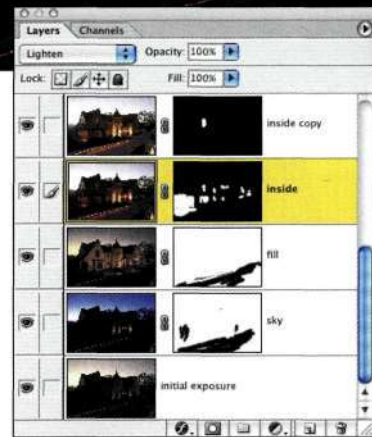 Layers Channels
Lighten Opacity: 100%
Lock: Fill: 100%
inside copy
inside
fill
sky
initial exposure